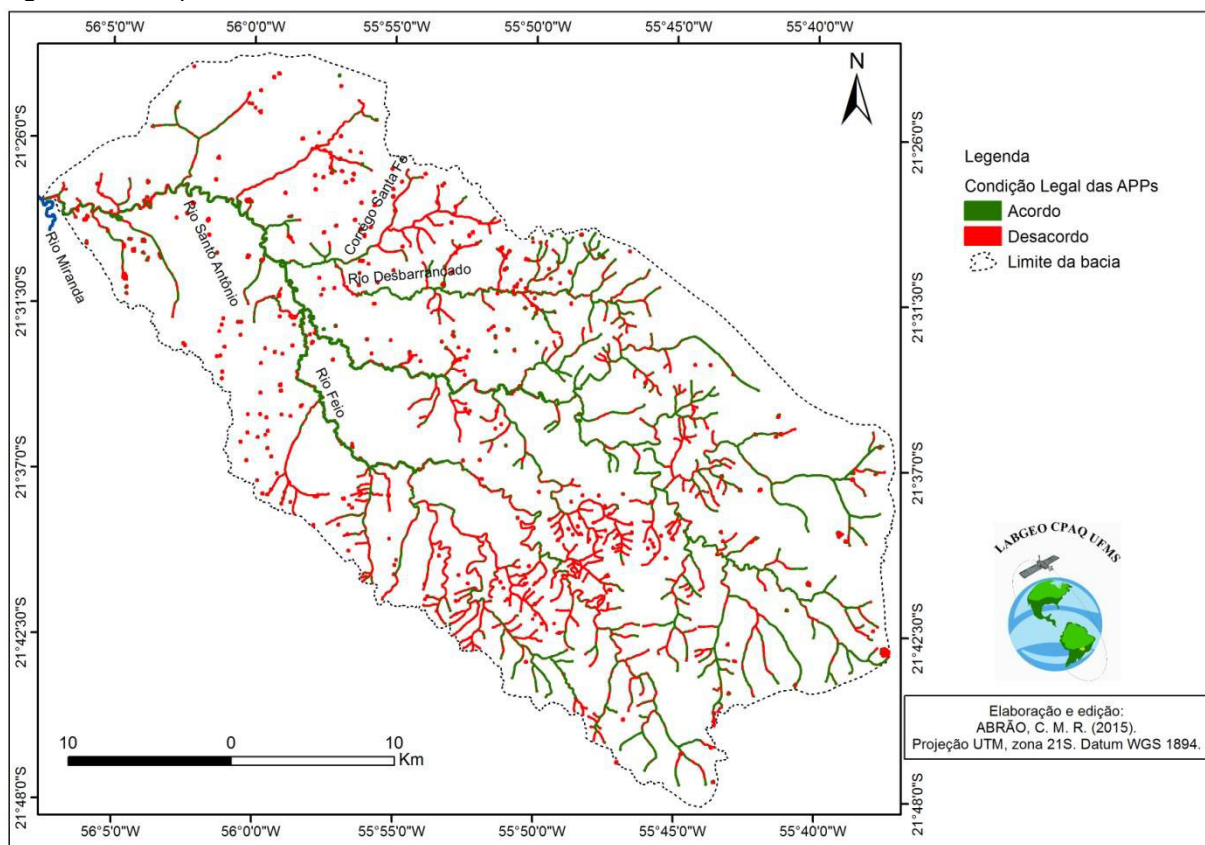 56°5'0"W 56°0'0"W 55°55'0"W 55°50'0"W 55°45'0"W 55°40'0"W
21°26'0"S
21°31'30"S
21°37'0"S
21°42'30"S
21°48'0"S
N
Rio Miranda
Rio Santo Antônio
Corrego Santa Fe
Rio Desbarrancado
Rio Feio
10 0 10
Km
56°5'0"W 56°0'0"W 55°55'0"W 55°50'0"W 55°45'0"W 55°40'0"W
21°26'0"S
21°31'30"S
21°37'0"S
21°42'30"S
21°48'0"S
Legenda
Condição Legal das APPs
Acordo
Desacordo
Limite da bacia
LABGEO CPAQ UFMS
Elaboração e edição:
ABRÃO, C. M. R. (2015).
Projeção UTM, zona 21S. Datum WGS 1894.